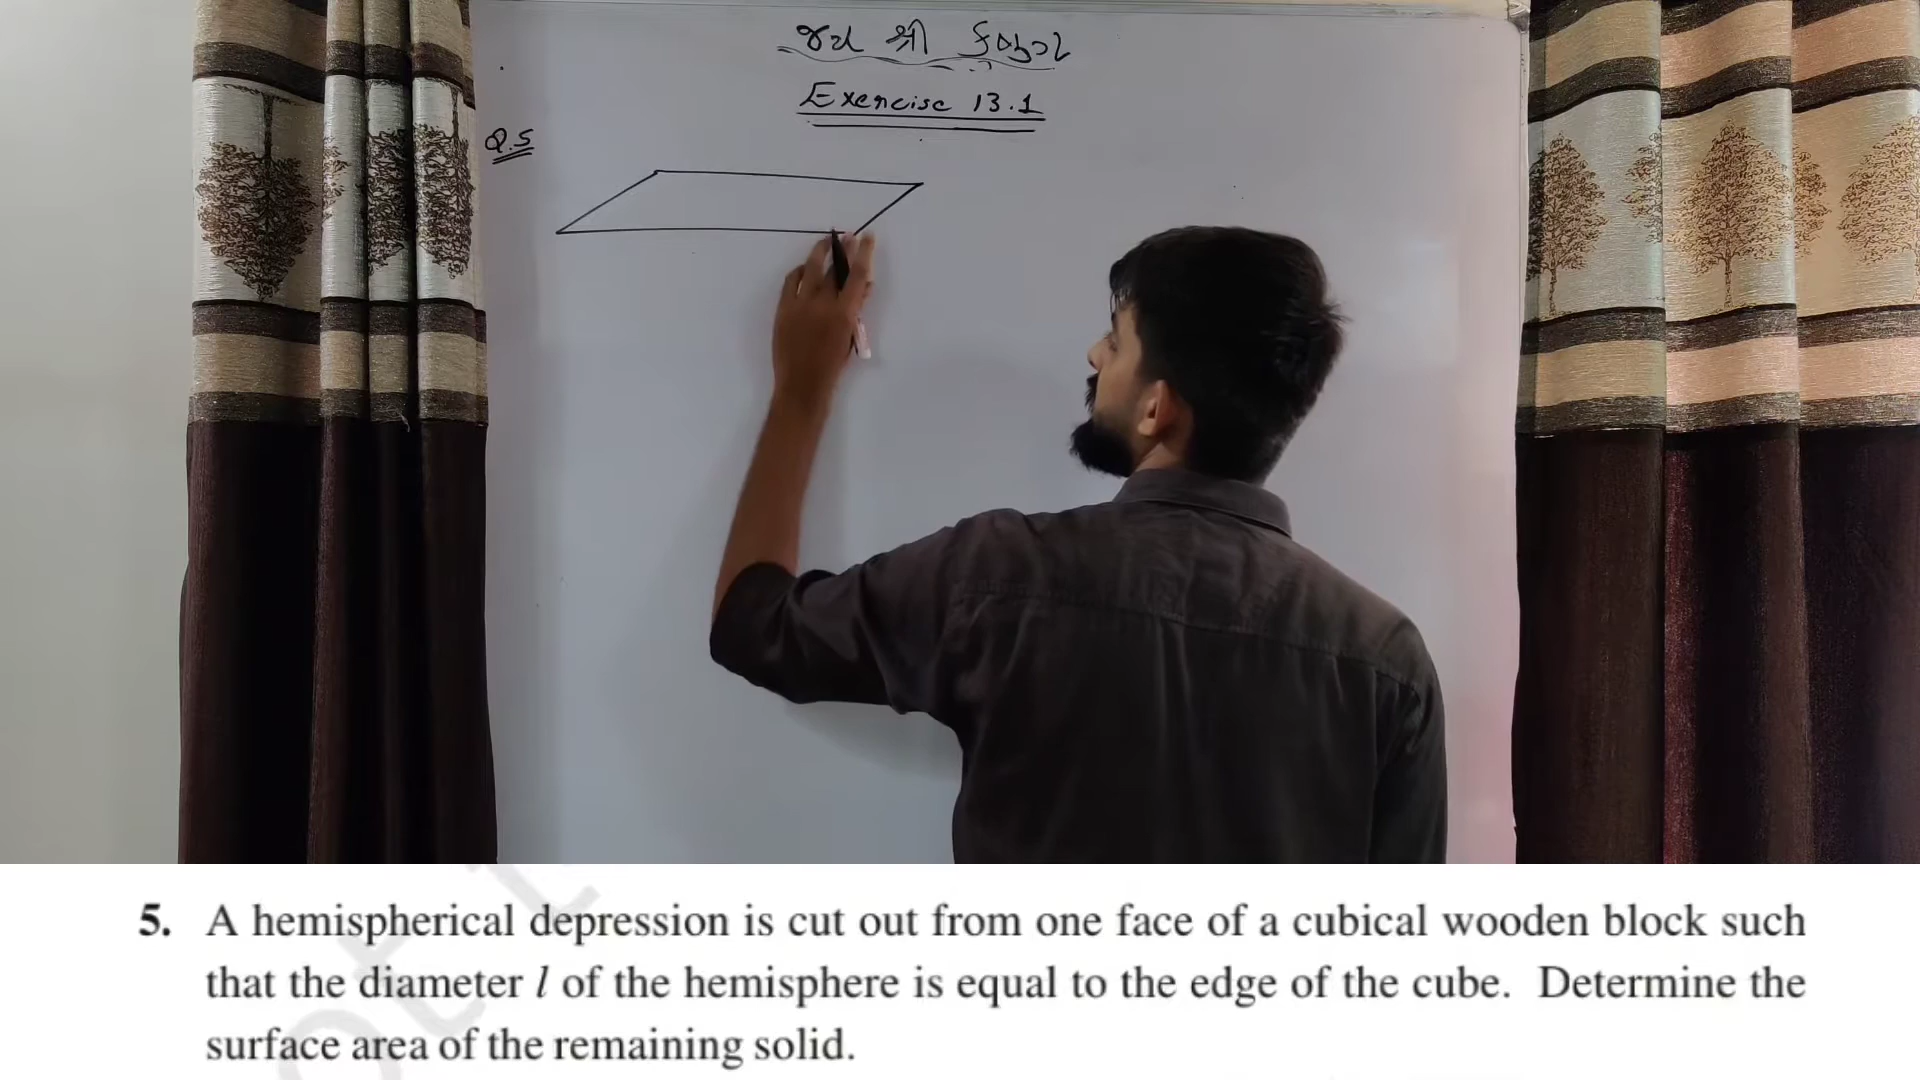 જય શ્રી
Exercise 13.1
Q.5
5. A hemispherical depression is cut out from one face of a cubical wooden block such
that the diameter l of the hemisphere is equal to the edge of the cube. Determine the
surface area of the remaining solid.